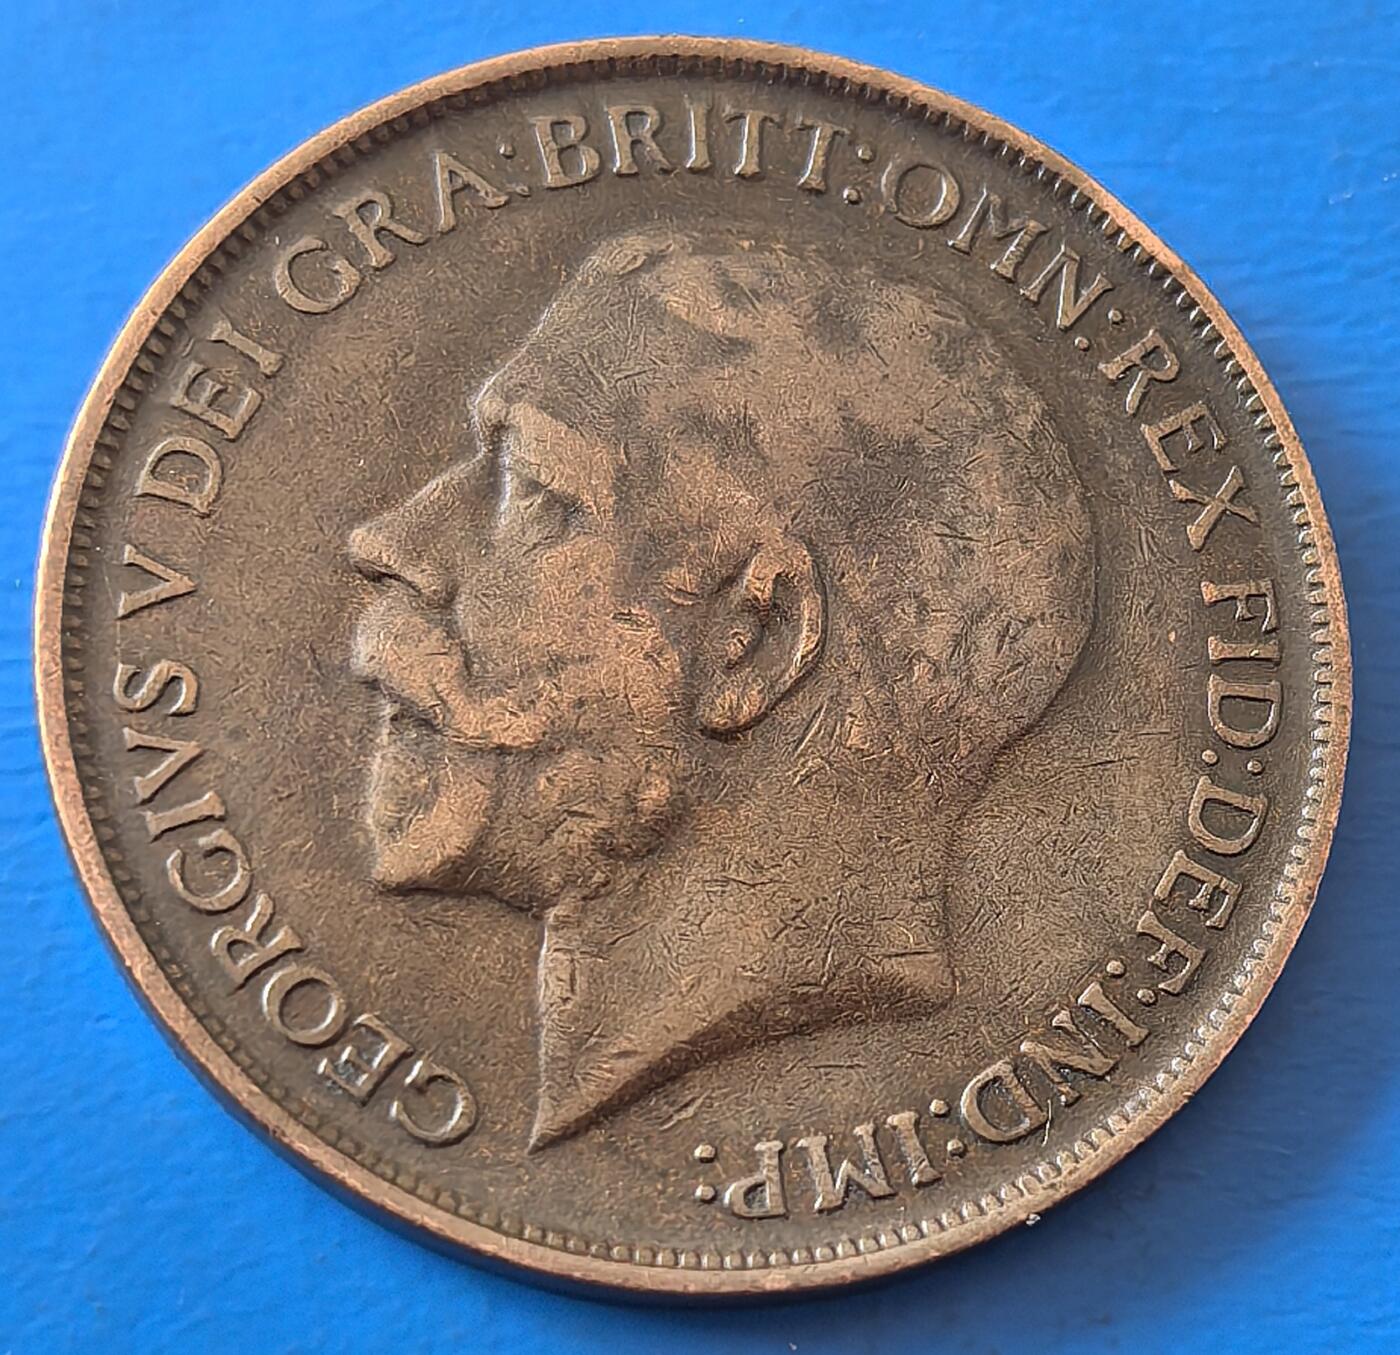 GEORGIVS V DEI GRA: BRITT: OMN: REX FID: DEF: IND: IMP: